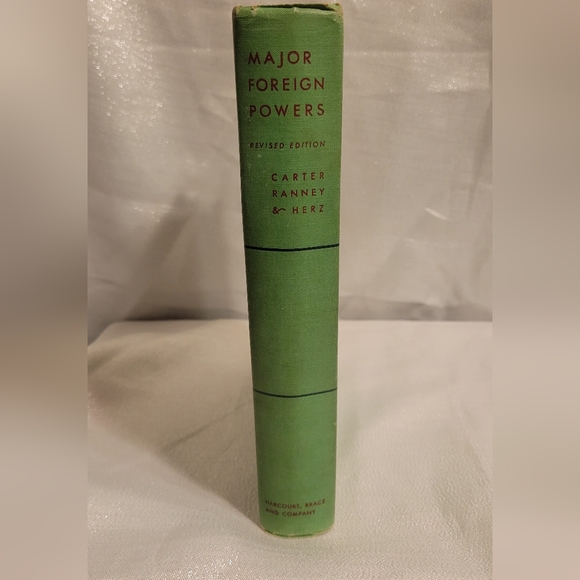 MAJOR
FOREIGN
POWERS
REVISED EDITION
CARTER
RANNEY
& HERZ
HARCOURT, BRACE
AND COMPANY